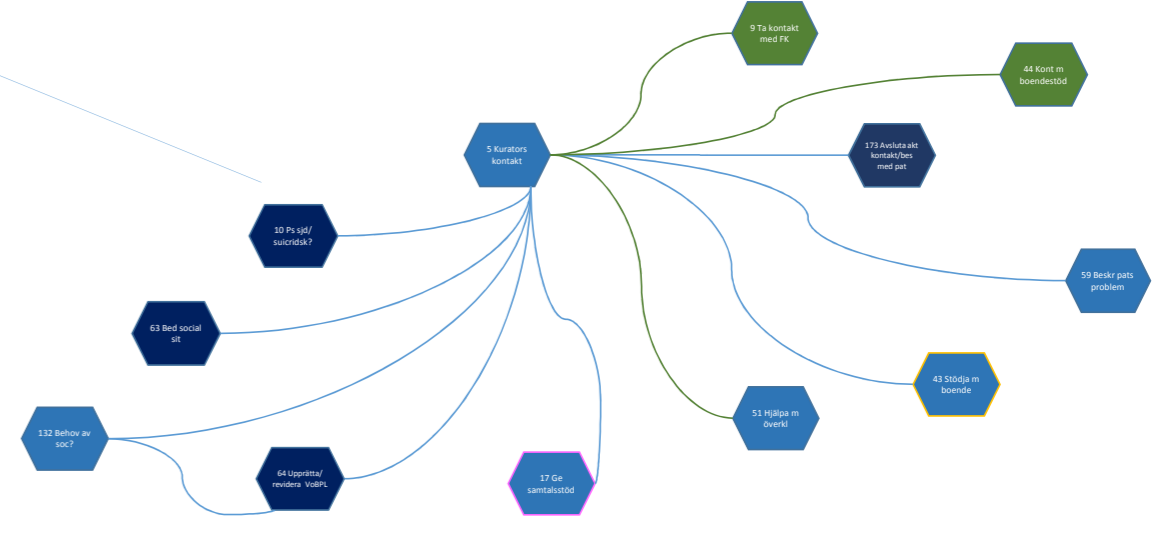 9 Ta kontakt
med FK
44 Kont m
boendestöd
5 Kurators
kontakt
173 Avsluta akt
kontakt/bes
med pat
10 Ps sjd/
suicridsk?
59 Beskr pats
problem
63 Bed social
sit
43 Stödja m
boende
51 Hjälpa m
överkl
132 Behov av
soc?
64 Upprätta/
revidera VoBPL
17 Ge
samtalsstöd